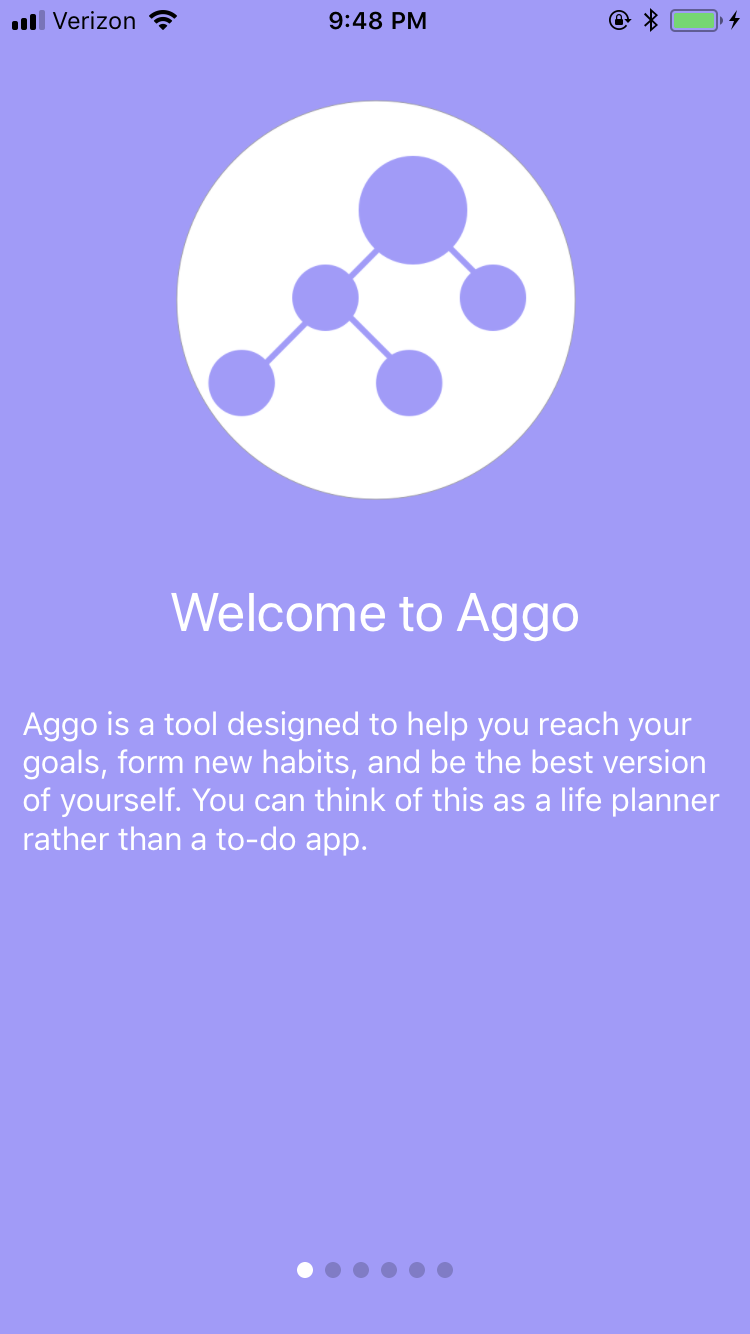 Verizon 9:48 PM
Welcome to Aggo
Aggo is a tool designed to help you reach your
goals, form new habits, and be the best version
of yourself. You can think of this as a life planner
rather than a to-do app.